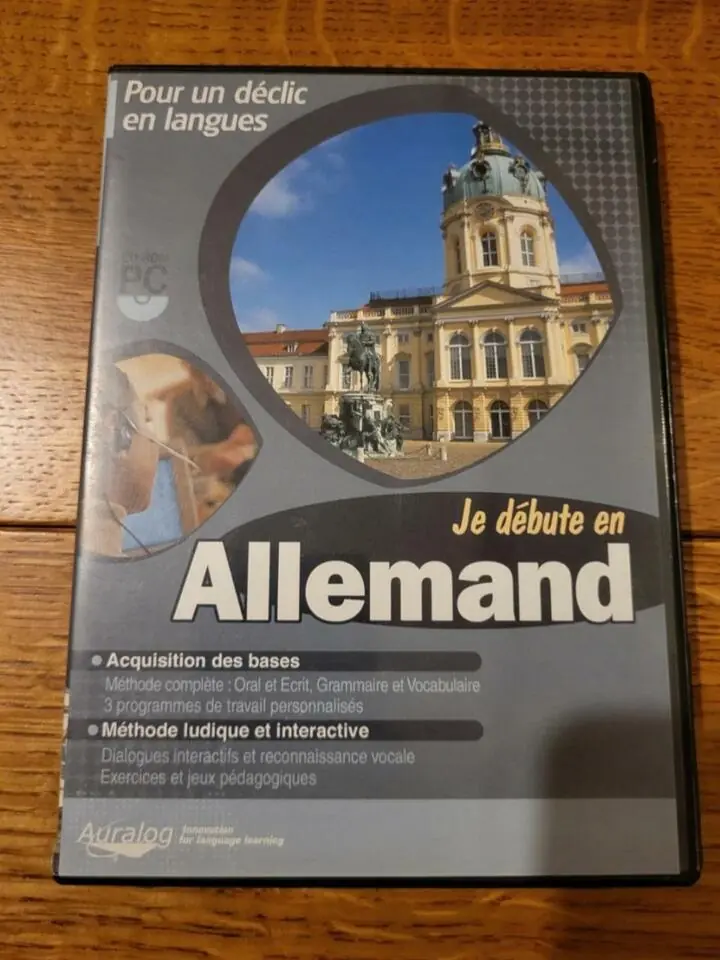 Pour un déclic
en langues
PC
Je débute en
Allemand
Acquisition des bases
Méthode complète : Oral et Ecrit, Grammaire et Vocabulaire
3 programmes de travail personnalisés
Méthode ludique et interactive
Dialogues interactifs et reconnaissance vocale
Exercices et jeux pédagogiques
Auralog
Innovation
for language learning